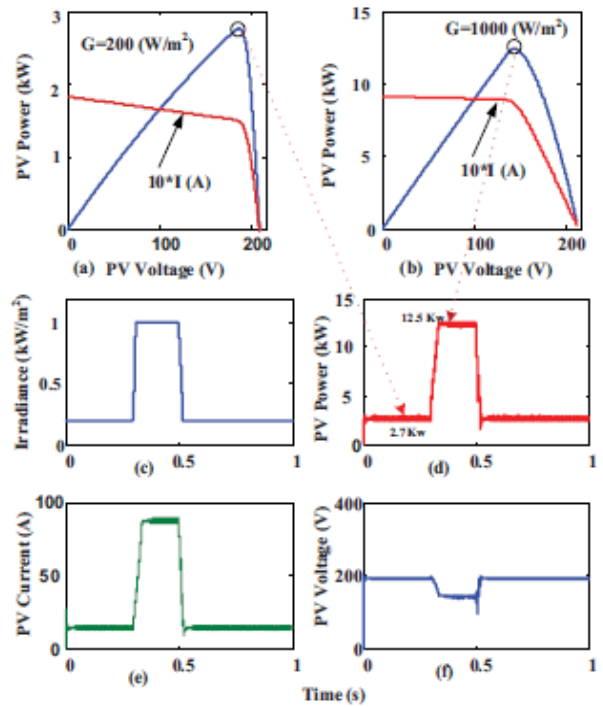 3
2
1
0
PV Power (kW)
G=200 (W/m²)
10*I (A)
0
100
200
(a)
PV Voltage (V)
15
10
5
0
PV Power (kW)
G=1000 (W/m²)
10*I (A)
0
100
200
(b)
PV Voltage (V)
1
0.5
0
Irradiance (kW/m²)
0
0.5
1
(c)
15
10
5
0
PV Power (kW)
12.5 Kw
2.7 Kw
0
0.5
1
(d)
100
50
0
PV Current (A)
0
0.5
1
(e)
400
200
0
PV Voltage (V)
0
0.5
1
(f)
Time (s)